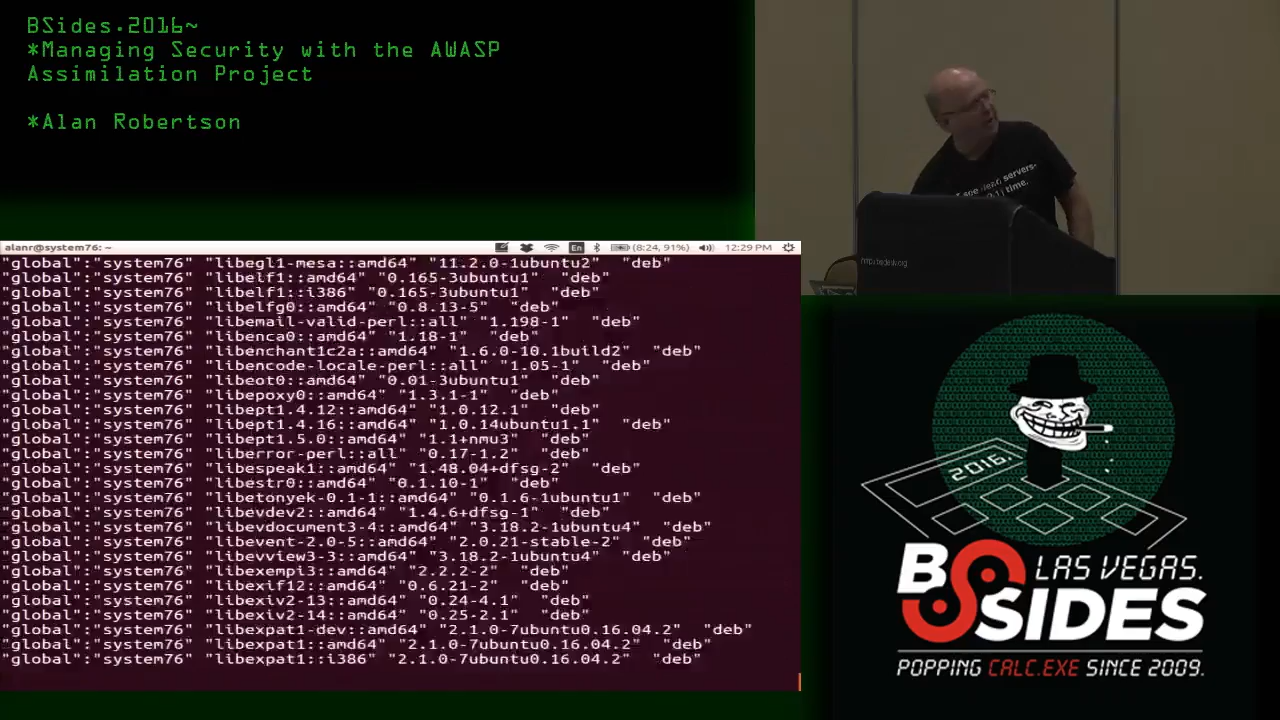 BSides.2016~
*Managing Security with the AWASP
Assimilation Project
*Alan Robertson
servers-
time.
alanr@system76: ~
En
(8:24, 91%)
12:29 PM
"global":"system76" "libegl1-mesa::amd64" "11.2.0-1ubuntu2" "deb"
"global":"system76" "libelf1::amd64" "0.165-3ubuntu1" "deb"
"global":"system76" "libelf1::i386" "0.165-3ubuntu1" "deb"
"global":"system76" "libelfg0::amd64" "0.8.13-5" "deb"
"global":"system76" "libemail-valid-perl::all" "1.198-1" "deb"
"global":"system76" "libenca0::amd64" "1.18-1" "deb"
"global":"system76" "libenchant1c2a::amd64" "1.6.0-10.1build2" "deb"
"global":"system76" "libencode-locale-perl::all" "1.05-1" "deb"
"global":"system76" "libeot0::amd64" "0.01-3ubuntu1" "deb"
"global":"system76" "libepoxy0::amd64" "1.3.1-1" "deb"
"global":"system76" "libept1.4.12::amd64" "1.0.12.1" "deb"
"global":"system76" "libept1.4.16::amd64" "1.0.14ubuntu1.1" "deb"
"global":"system76" "libept1.5.0::amd64" "1.1+nmu3" "deb"
"global":"system76" "liberror-perl::all" "0.17-1.2" "deb"
"global":"system76" "libespeak1::amd64" "1.48.04+dfsg-2" "deb"
"global":"system76" "libestr0::amd64" "0.1.10-1" "deb"
"global":"system76" "libetonyek-0.1-1::amd64" "0.1.6-1ubuntu1" "deb"
"global":"system76" "libevdev2::amd64" "1.4.6+dfsg-1" "deb"
"global":"system76" "libevdocument3-4::amd64" "3.18.2-1ubuntu4" "deb"
"global":"system76" "libevent-2.0-5::amd64" "2.0.21-stable-2" "deb"
"global":"system76" "libevview3-3::amd64" "3.18.2-1ubuntu4" "deb"
"global":"system76" "libexempi3::amd64" "2.2.2-2" "deb"
"global":"system76" "libexif12::amd64" "0.6.21-2" "deb"
"global":"system76" "libexiv2-13::amd64" "0.24-4.1" "deb"
"global":"system76" "libexiv2-14::amd64" "0.25-2.1" "deb"
"global":"system76" "libexpat1-dev::amd64" "2.1.0-7ubuntu0.16.04.2" "deb"
"global":"system76" "libexpat1::amd64" "2.1.0-7ubuntu0.16.04.2" "deb"
"global":"system76" "libexpat1::i386" "2.1.0-7ubuntu0.16.04.2" "deb"
2016.
BSIDES LAS VEGAS.
POPPING CALC.EXE SINCE 2009.